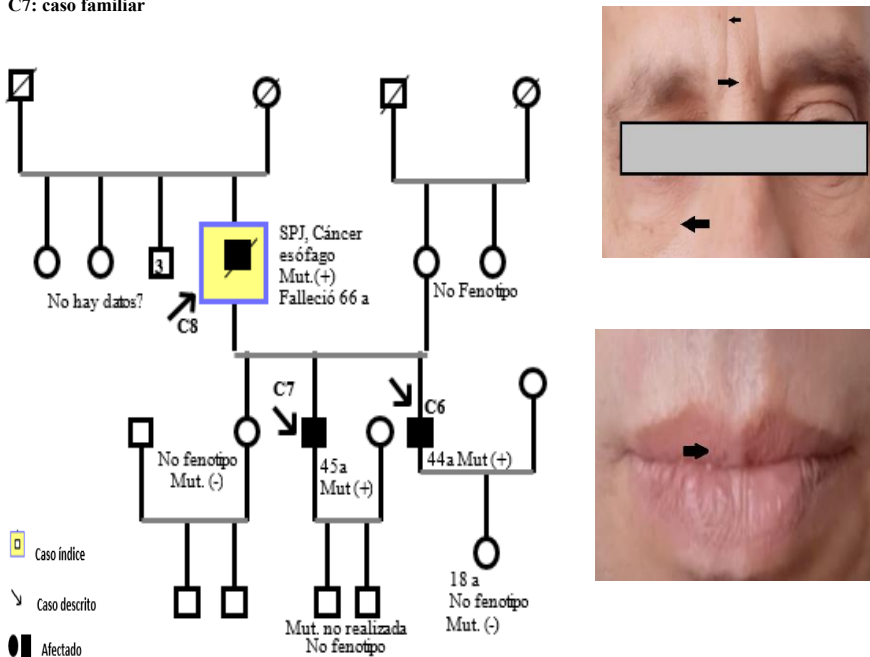 C7: caso familiar
SPJ, Cáncer
esófago
Mut.(+)
Falleció 66 a
3
No hay datos?
C8
No Fenotipo
C7
C6
No fenotipo
Mut. (-)
45a
Mut (+)
44a Mut (+)
18 a
No fenotipo
Mut. (-)
Mut. no realizada
No fenotipo
Caso índice
Caso descrito
Afectado